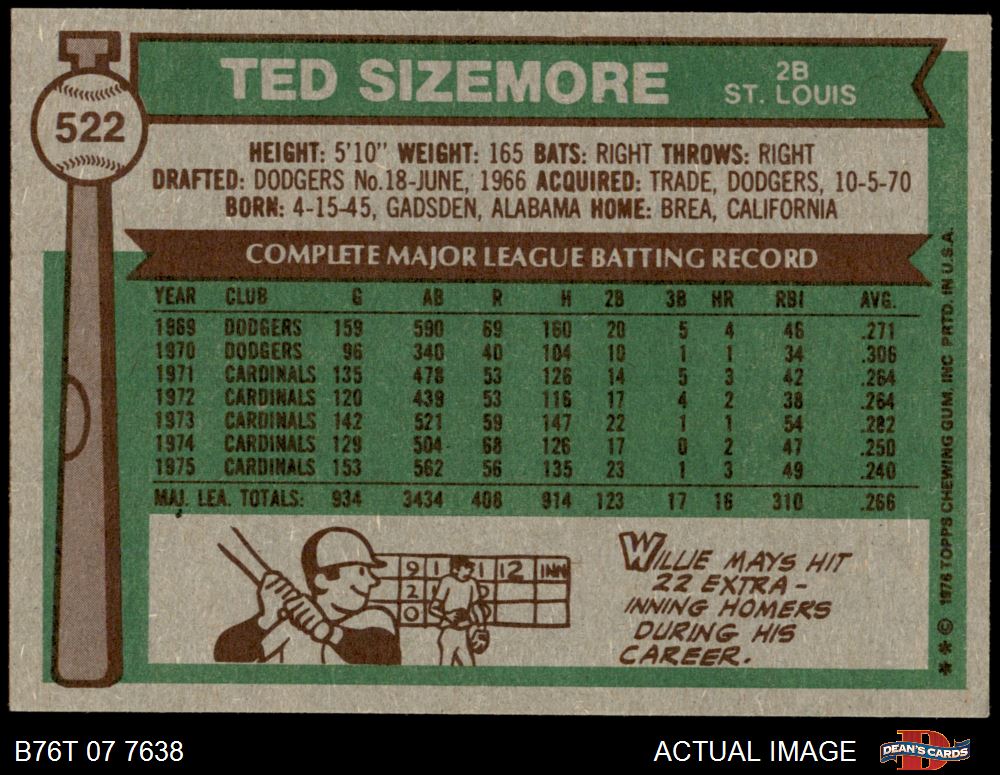 522
TED SIZEMORE
2B
ST. LOUIS
HEIGHT: 5'10" WEIGHT: 165 BATS: RIGHT THROWS: RIGHT
DRAFTED: DODGERS No.18-JUNE, 1966 ACQUIRED: TRADE, DODGERS, 10-5-70
BORN: 4-15-45, GADSDEN, ALABAMA HOME: BREA, CALIFORNIA
COMPLETE MAJOR LEAGUE BATTING RECORD
YEAR CLUB G AB R H 2B 3B HR RBI AVG.
1969 DODGERS 159 590 69 160 20 5 4 46 .271
1970 DODGERS 96 340 40 104 10 1 1 34 .306
1971 CARDINALS 135 478 53 126 14 5 3 42 .264
1972 CARDINALS 120 439 53 116 17 4 2 38 .264
1973 CARDINALS 142 521 59 147 22 1 1 54 .282
1974 CARDINALS 129 504 68 126 17 0 2 47 .250
1975 CARDINALS 153 562 56 135 23 1 3 49 .240
MAJ. LEA. TOTALS: 934 3434 408 914 123 17 16 310 .266
9 1 1 12 INN
2
0
WILLIE MAYS HIT
22 EXTRA-
INNING HOMERS
DURING HIS
CAREER.
** © 1976 TOPPS CHEWING GUM, INC PRTD. IN U.S.A.
B76T 07 7638
ACTUAL IMAGE
DEAN'S CARDS